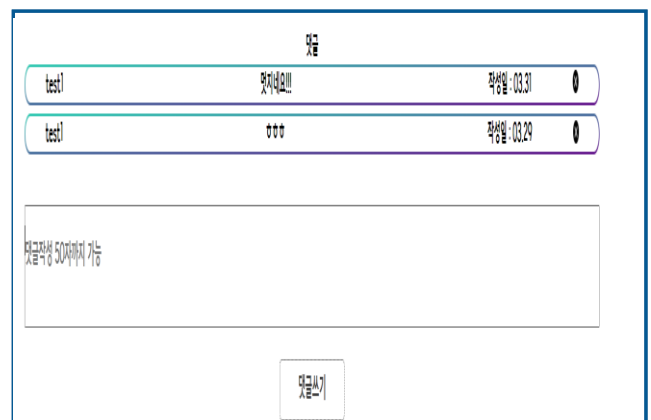 댓글
test1 멋지네요!!! 작성일 : 03.31
test1 ㅎㅎㅎ 작성일 : 03.29
댓글작성 50자까지 가능
댓글쓰기